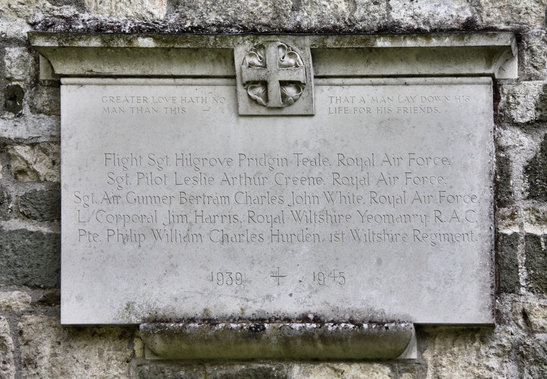 GREATER LOVE HATH NO
MAN THAN THIS -
THAT A MAN LAY DOWN HIS
LIFE FOR HIS FRIENDS.
Flight Sgt Hilgrove Pridgin Teale, Royal Air Force.
Sgt. Pilot Leslie Arthur Greene, Royal Air Force.
Sgt. Air Gunner Bertram Charles John White, Royal Air Force.
L/Corporal Jim Harris, Royal Wiltshire Yeomanry R.A.C.
Pte. Philip William Charles Hurden, 1st Wiltshire Regiment.
1939 1945